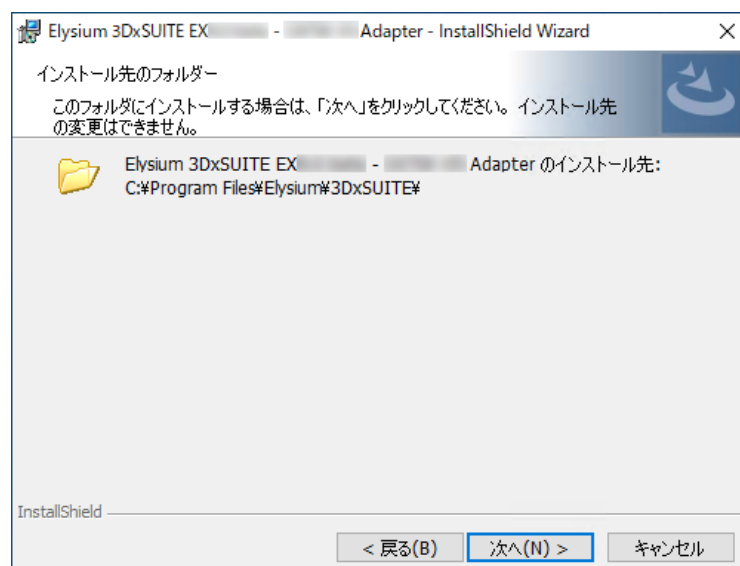 Elysium 3DxSUITE EX - Adapter - InstallShield Wizard
インストール先のフォルダー
このフォルダにインストールする場合は、「次へ」をクリックしてください。インストール先
の変更はできません。
Elysium 3DxSUITE EX - Adapter のインストール先:
C:¥Program Files¥Elysium¥3DxSUITE¥
InstallShield
< 戻る(B)
次へ(N) >
キャンセル